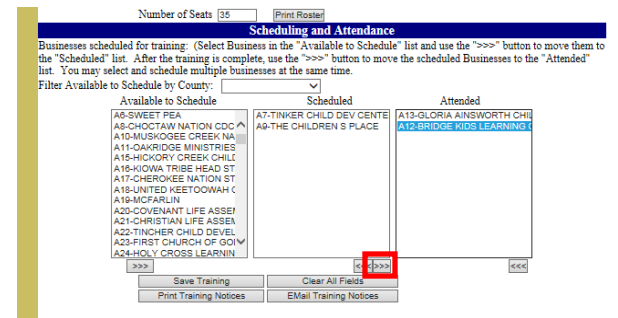 Number of Seats 35 Print Roster
Scheduling and Attendance
Businesses scheduled for training: (Select Business in the "Available to Schedule" list and use the ">>>" button to move them to
the "Scheduled" list. After the training is complete, use the ">>>" button to move the scheduled Businesses to the "Attended"
list. You may select and schedule multiple businesses at the same time.
Filter Available to Schedule by County:
Available to Schedule Scheduled Attended
A6-SWEET PEA A7-TINKER CHILD DEV CENTE A13-GLORIA AINSWORTH CHIL
A8-CHOCTAW NATION CDC A9-THE CHILDREN S PLACE A12-BRIDGE KIDS LEARNING C
A10-MUSKOGEE CREEK NA
A11-OAKRIDGE MINISTRIES
A15-HICKORY CREEK CHILD
A16-KIOWA TRIBE HEAD ST
A17-CHEROKEE NATION ST
A18-UNITED KEETOOWAH C
A19-MCFARLIN
A20-COVENANT LIFE ASSEM
A21-CHRISTIAN LIFE ASSEM
A22-TINCHER CHILD DEVEL
A23-FIRST CHURCH OF GOD
A24-HOLY CROSS LEARNIN
>>> <<< >>> <<<
Save Training Clear All Fields
Print Training Notices EMail Training Notices